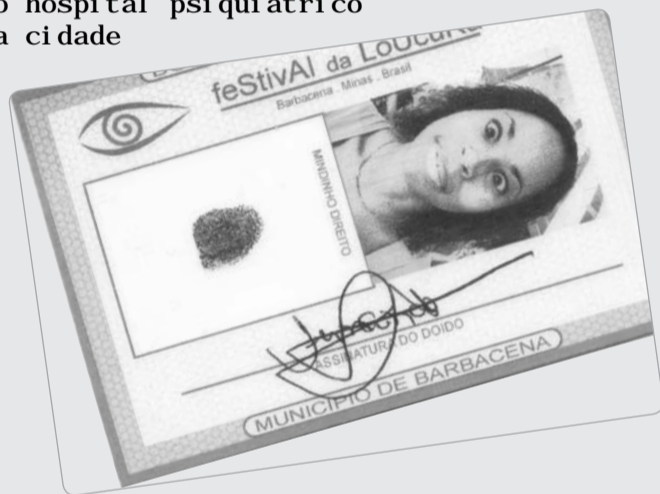 o hospital psiquiátrico
a cidade
feStivAl da LoUcuRa
Barbacena . Minas . Brasil
MINDINHO DIREITO
ASSINATURA DO DOIDO
MUNICÍPIO DE BARBACENA